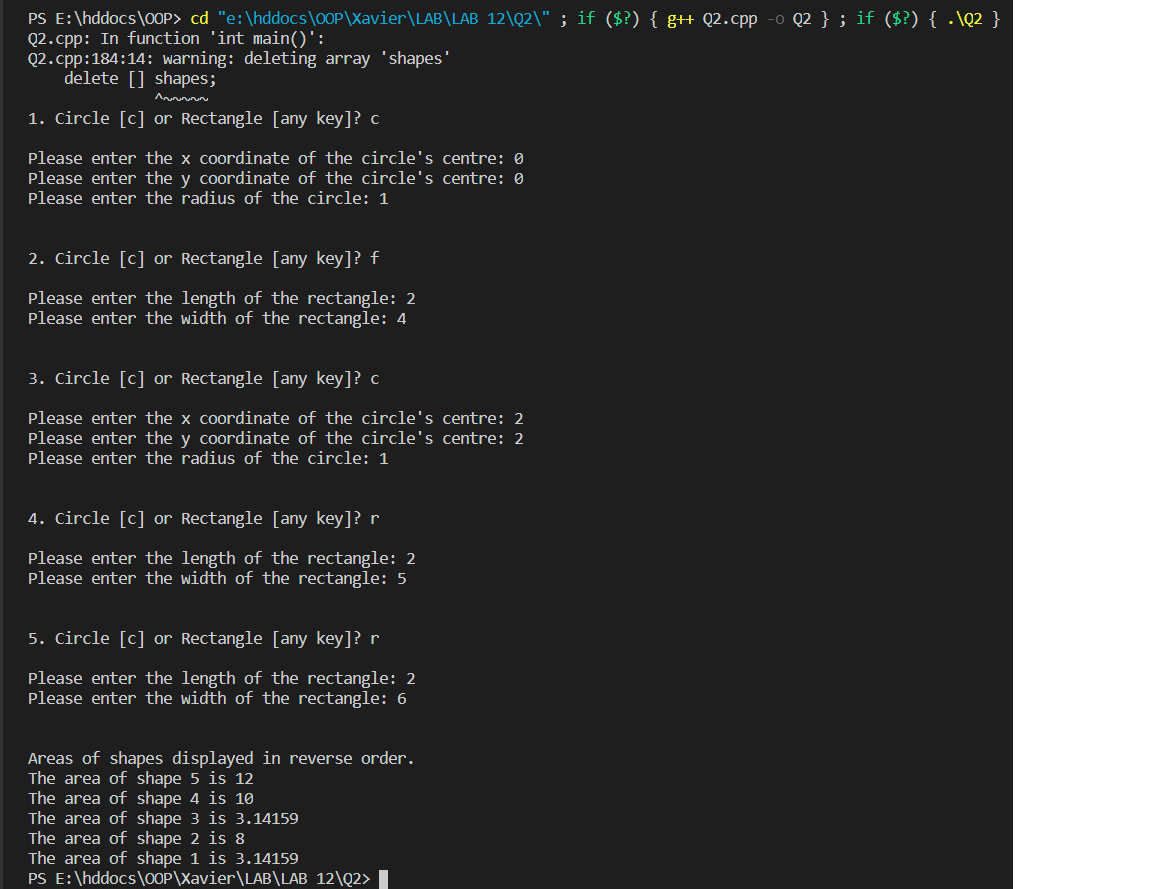 PS E:\hddocs\OOP> cd "e:\hddocs\OOP\Xavier\LAB\LAB 12\Q2\" ; if ($?) { g++ Q2.cpp -o Q2 } ; if ($?) { .\Q2 }
Q2.cpp: In function 'int main()':
Q2.cpp:184:14: warning: deleting array 'shapes'
    delete [] shapes;
              ^~~~~~
1. Circle [c] or Rectangle [any key]? c
Please enter the x coordinate of the circle's centre: 0
Please enter the y coordinate of the circle's centre: 0
Please enter the radius of the circle: 1
2. Circle [c] or Rectangle [any key]? f
Please enter the length of the rectangle: 2
Please enter the width of the rectangle: 4
3. Circle [c] or Rectangle [any key]? c
Please enter the x coordinate of the circle's centre: 2
Please enter the y coordinate of the circle's centre: 2
Please enter the radius of the circle: 1
4. Circle [c] or Rectangle [any key]? r
Please enter the length of the rectangle: 2
Please enter the width of the rectangle: 5
5. Circle [c] or Rectangle [any key]? r
Please enter the length of the rectangle: 2
Please enter the width of the rectangle: 6
Areas of shapes displayed in reverse order.
The area of shape 5 is 12
The area of shape 4 is 10
The area of shape 3 is 3.14159
The area of shape 2 is 8
The area of shape 1 is 3.14159
PS E:\hddocs\OOP\Xavier\LAB\LAB 12\Q2>